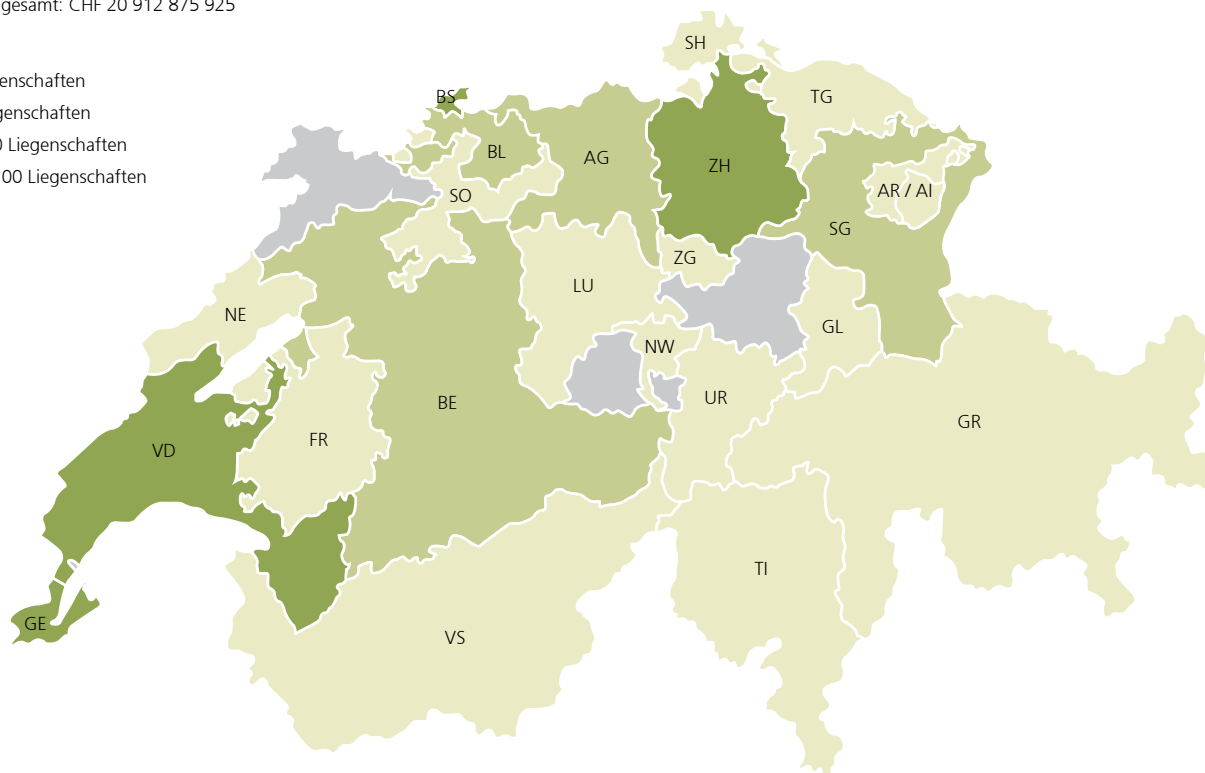 gesamt: CHF 20 912 875 925
enschaften
genschaften
0 Liegenschaften
00 Liegenschaften
SH
BS
TG
BL
AG
ZH
SO
AR / AI
SG
ZG
LU
NE
GL
NW
UR
BE
GR
FR
VD
TI
GE
VS